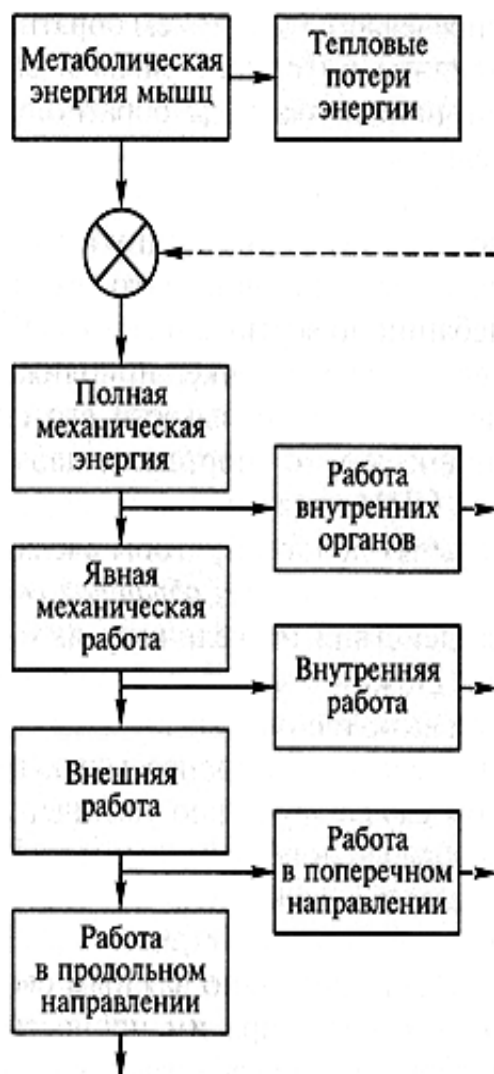 Метаболическая
энергия мышц
Тепловые
потери
энергии
Полная
механическая
энергия
Работа
внутренних
органов
Явная
механическая
работа
Внутренняя
работа
Внешняя
работа
Работа
в поперечном
направлении
Работа
в продольном
направлении